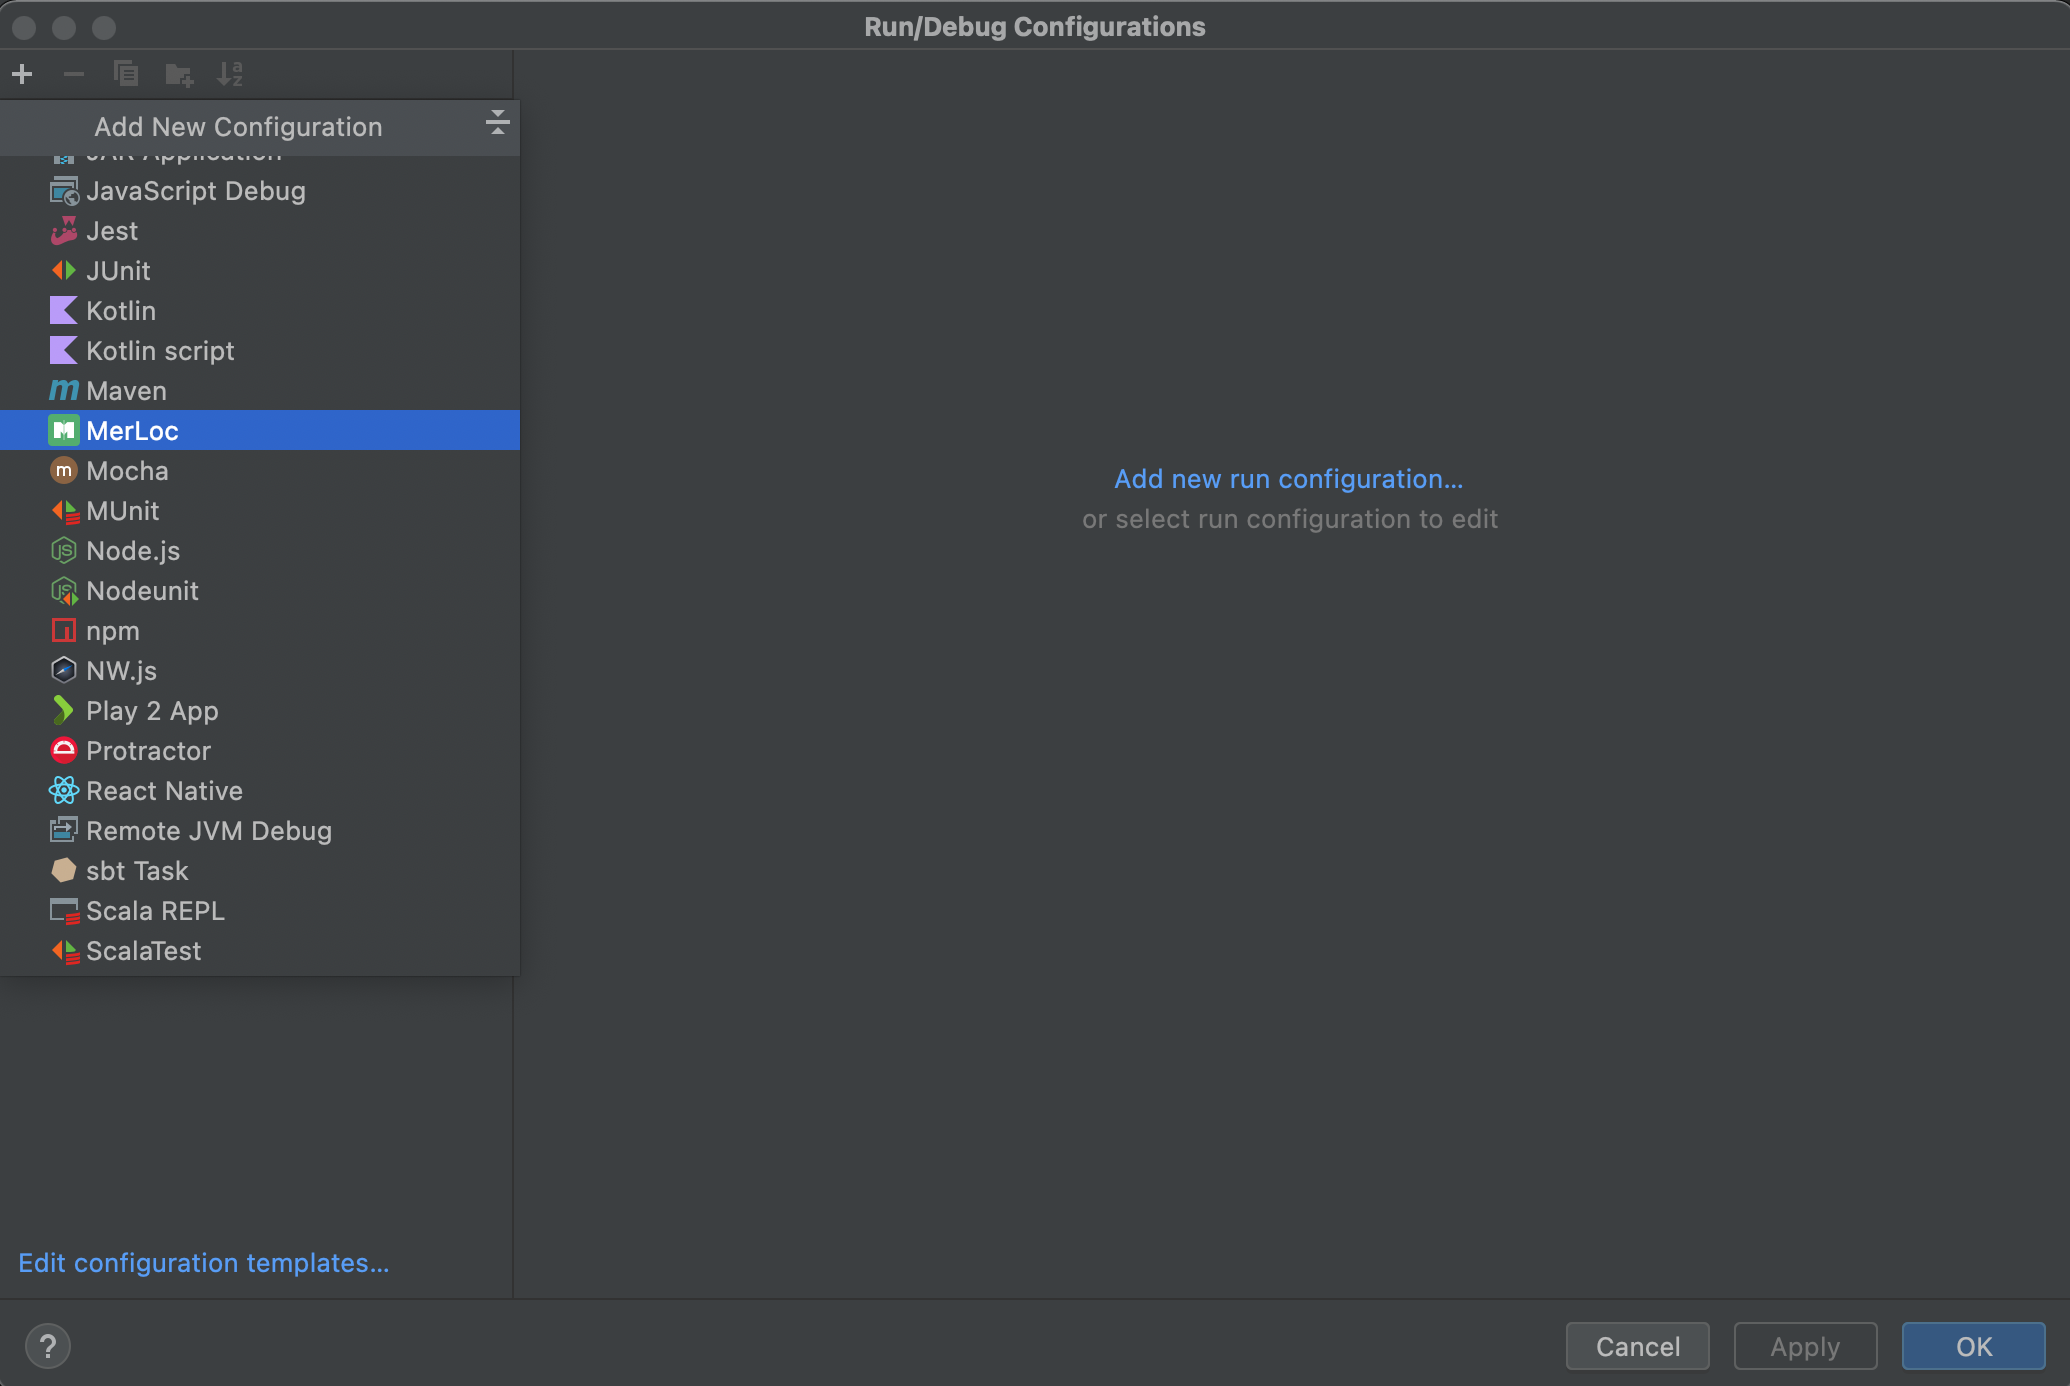 Run/Debug Configurations
Add New Configuration
JAR Application
JavaScript Debug
Jest
JUnit
Kotlin
Kotlin script
Maven
MerLoc
Mocha
MUnit
Node.js
Nodeunit
npm
NW.js
Play 2 App
Protractor
React Native
Remote JVM Debug
sbt Task
Scala REPL
ScalaTest
Add new run configuration...
or select run configuration to edit
Edit configuration templates...
?
Cancel
Apply
OK